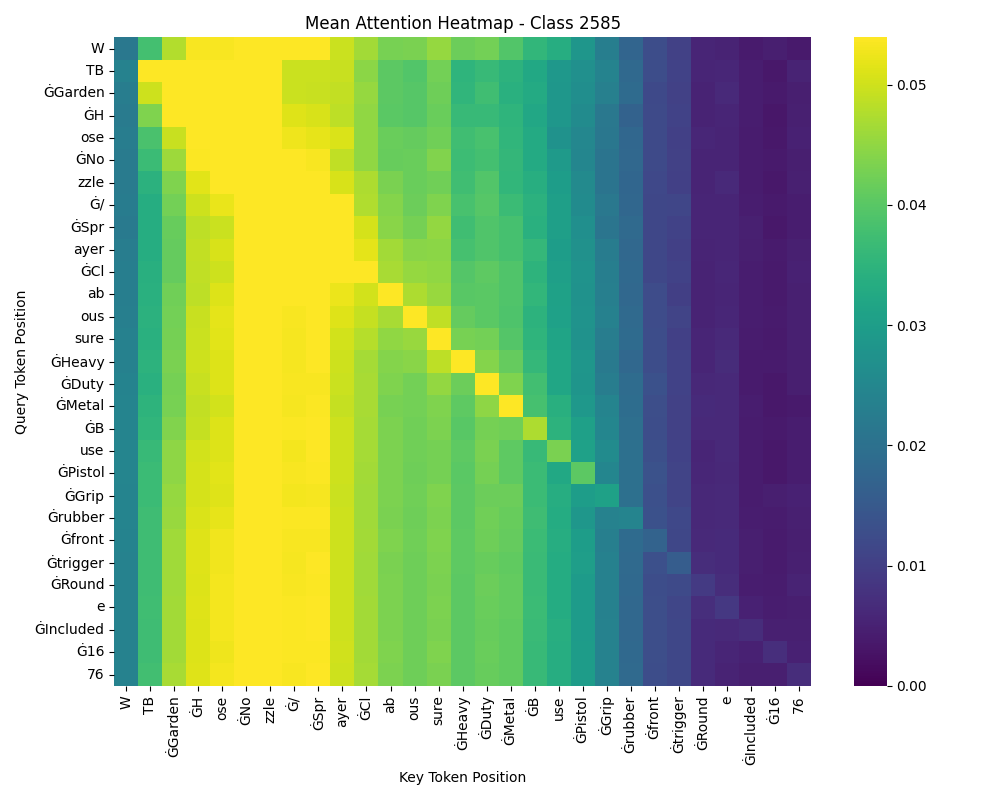 Mean Attention Heatmap - Class 2585
Query Token Position
W
TB
ĠGarden
ĠH
ose
ĠNo
zzle
Ġ/
ĠSpr
ayer
ĠCl
ab
ous
sure
ĠHeavy
ĠDuty
ĠMetal
ĠB
use
ĠPistol
ĠGrip
Ġrubber
Ġfront
Ġtrigger
ĠRound
e
ĠIncluded
Ġ16
76
W
TB
ĠGarden
ĠH
ose
ĠNo
zzle
Ġ/
ĠSpr
ayer
ĠCl
ab
ous
sure
ĠHeavy
ĠDuty
ĠMetal
ĠB
use
ĠPistol
ĠGrip
Ġrubber
Ġfront
Ġtrigger
ĠRound
e
ĠIncluded
Ġ16
76
Key Token Position
0.05
0.04
0.03
0.02
0.01
0.00